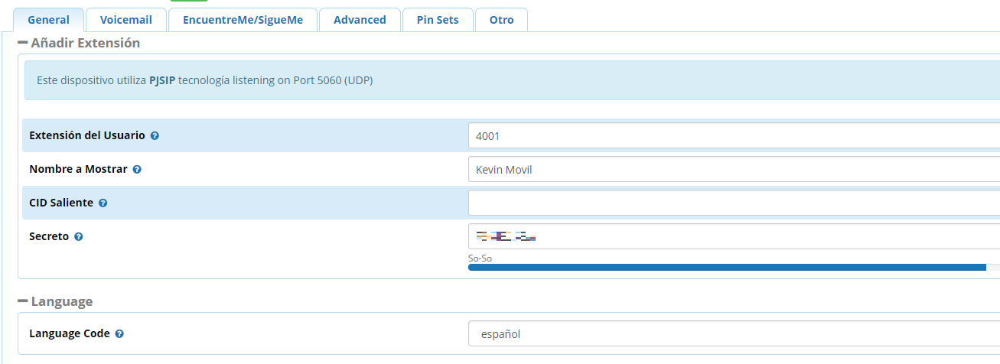 General Voicemail EncuentreMe/SigueMe Advanced Pin Sets Otro
Añadir Extensión
Este dispositivo utiliza PJSIP tecnología listening on Port 5060 (UDP)
Extensión del Usuario 4001
Nombre a Mostrar Kevin Movil
CID Saliente
Secreto
So-So
Language
Language Code español